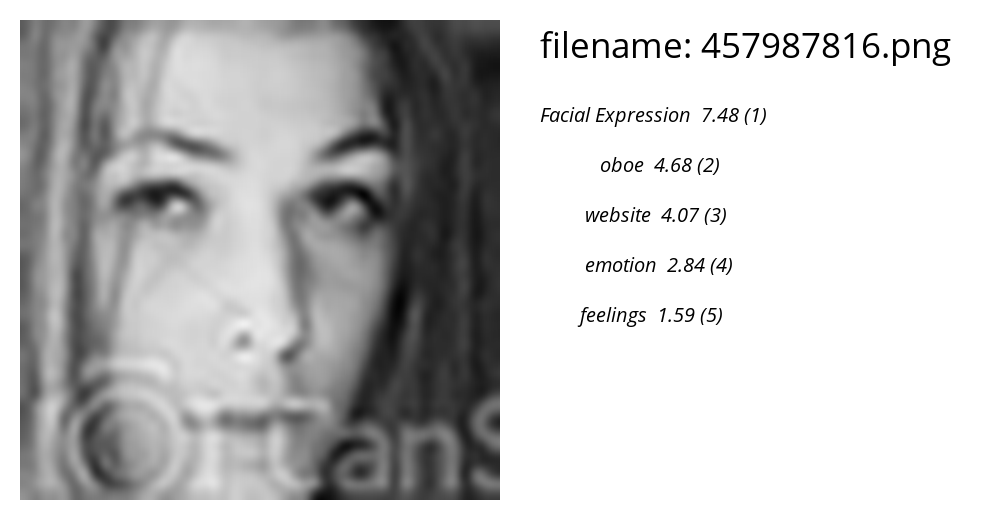 filename: 457987816.png
Facial Expression 7.48 (1)
oboe 4.68 (2)
website 4.07 (3)
emotion 2.84 (4)
feelings 1.59 (5)